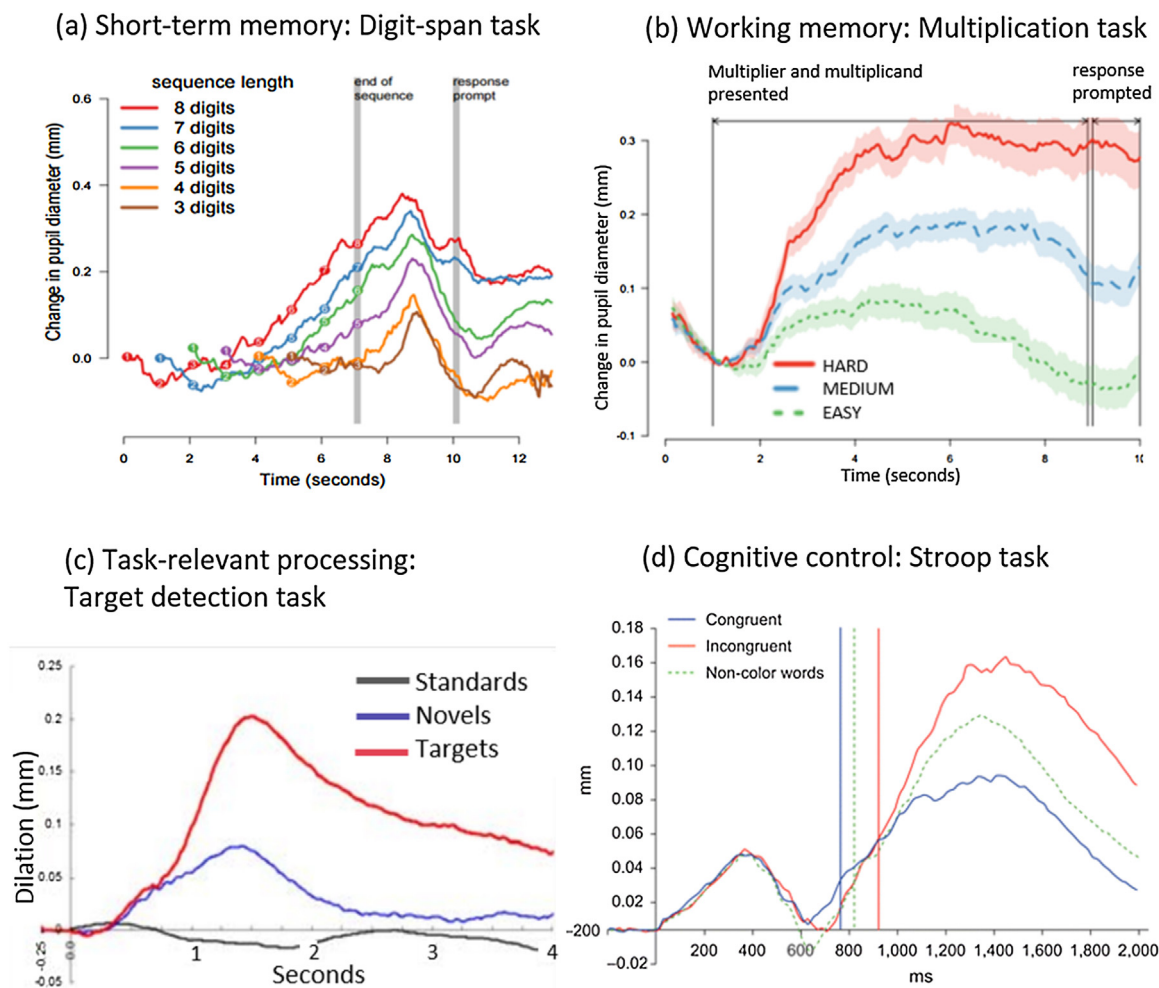 (a) Short-term memory: Digit-span task
sequence length
8 digits
7 digits
6 digits
5 digits
4 digits
3 digits
end of
sequence
response
prompt
0.6
0.4
0.2
0.0
Change in pupil diameter (mm)
0 2 4 6 8 10 12
Time (seconds)
(b) Working memory: Multiplication task
Multiplier and multiplicand
presented
response
prompted
0.3
0.2
0.1
0.0
-0.1
Change in pupil diameter (mm)
HARD
MEDIUM
EASY
0 2 4 6 8 10
Time (seconds)
(c) Task-relevant processing:
Target detection task
0.25
0.2
0.15
0.1
0.05
0
-0.05
-0.25
Dilation (mm)
Standards
Novels
Targets
1 2 3 4
Seconds
(d) Cognitive control: Stroop task
Congruent
Incongruent
Non-color words
0.18
0.16
0.14
0.12
0.10
0.08
0.06
0.04
0.02
-200
–0.02
mm
200 400 600 800 1,000 1,200 1,400 1,600 1,800 2,000
ms